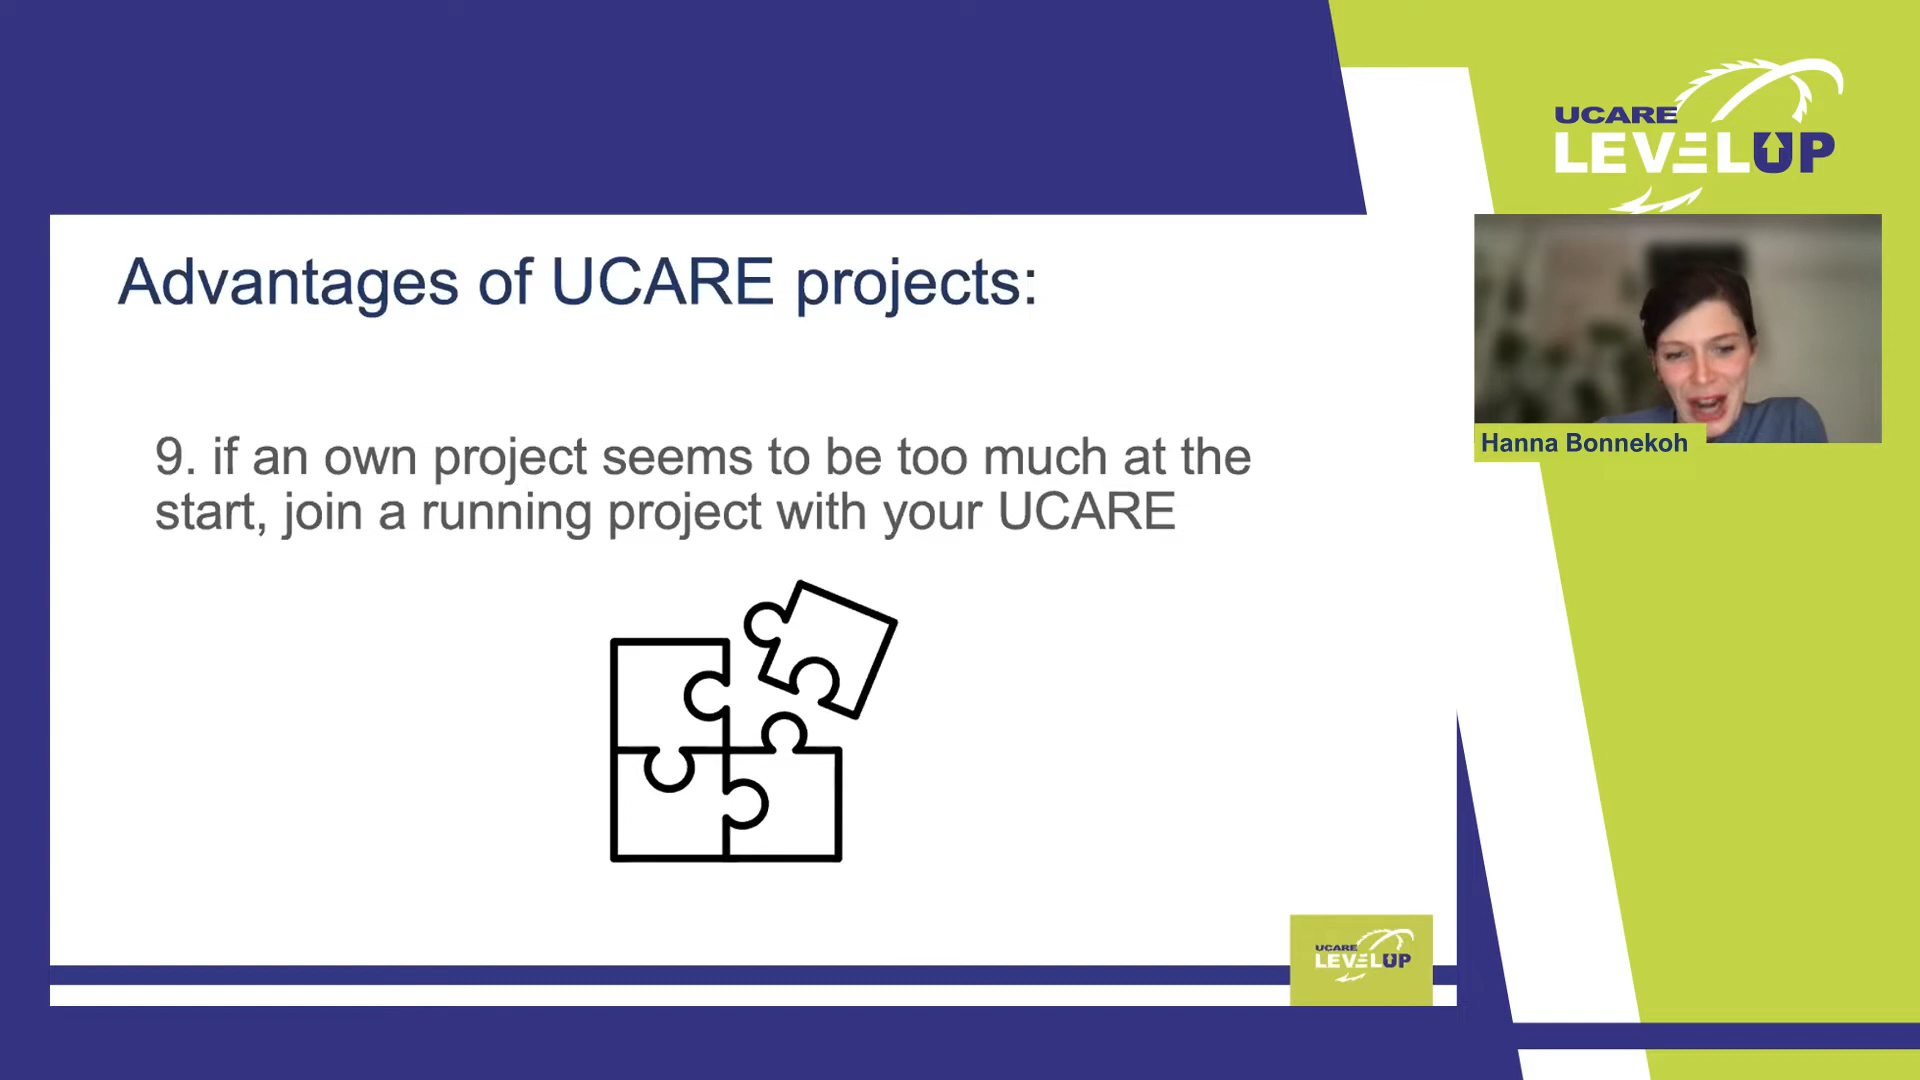 UCARE
LEVELUP
Advantages of UCARE projects:
9. if an own project seems to be too much at the
start, join a running project with your UCARE
Hanna Bonnekoh
UCARE
LEVELUP